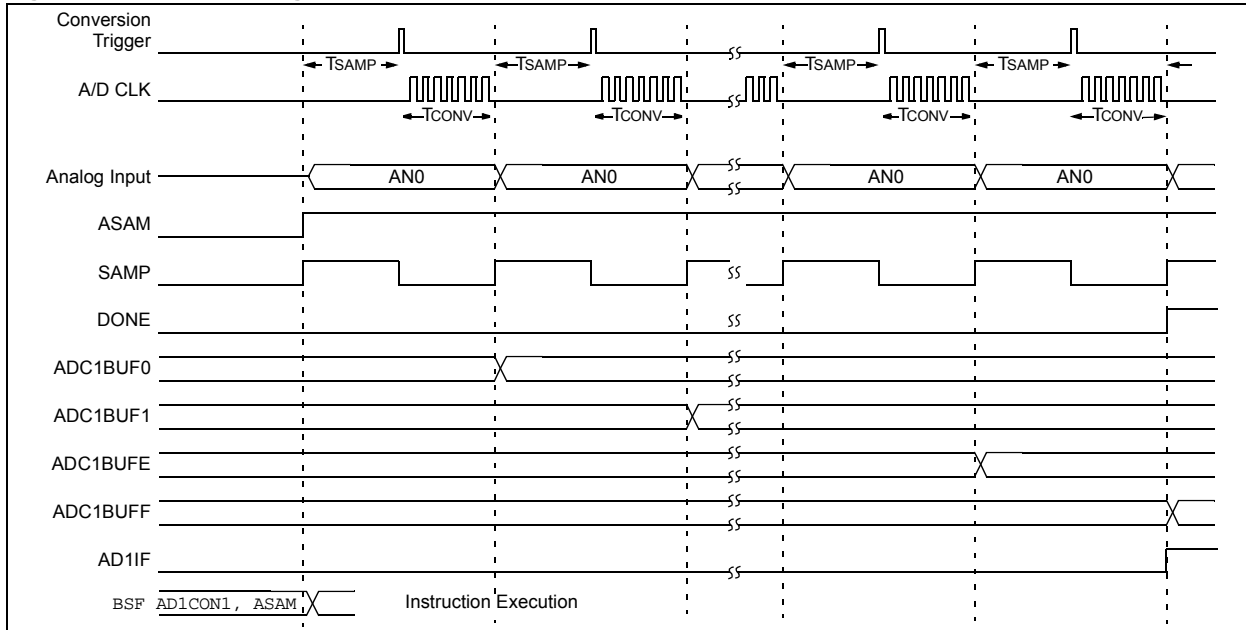 Conversion
Trigger
TSAMP TSAMP TSAMP TSAMP
A/D CLK
TCONV TCONV TCONV TCONV
Analog Input AN0 AN0 AN0 AN0
ASAM
SAMP
DONE
ADC1BUF0
ADC1BUF1
ADC1BUFE
ADC1BUFF
AD1IF
BSF AD1CON1, ASAM Instruction Execution